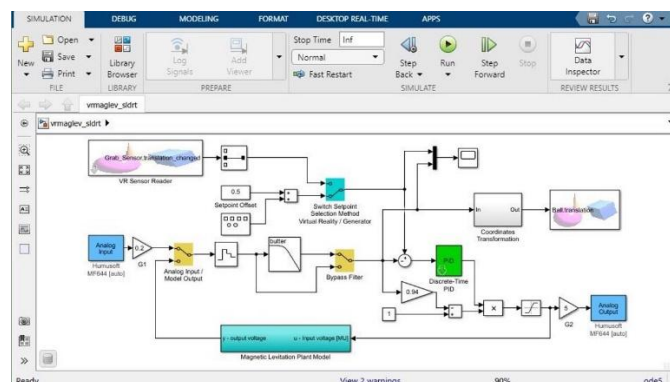 SIMULATION DEBUG MODELING FORMAT DESKTOP REAL-TIME APPS
New
Open
Save
Print
FILE
Library
Browser
LIBRARY
Log
Signals
Add
Viewer
PREPARE
Stop Time Inf
Normal
Fast Restart
Step
Back
Run
Step
Forward
Stop
SIMULATE
Data
Inspector
REVIEW RESULTS
vrmaglev_sldrt
vrmaglev_sldrt
Grab_Sensor.translation_changed
VR Sensor Reader
0.5
Setpoint Offset
Switch Setpoint
Selection Method
Virtual Reality / Generator
In
Out
Coordinates
Transformation
Ball.translation
Analog
Input
Humusoft
MF644 [auto]
0.2
G1
Analog Input /
Model Output
butter
Bypass Filter
PID
Discrete-Time
PID
0.94
1
5
G2
Analog
Output
Humusoft
MF644 [auto]
y - output voltage
u - input voltage [MU]
Magnetic Levitation Plant Model
Ready
View 2 warnings
90%
ode5